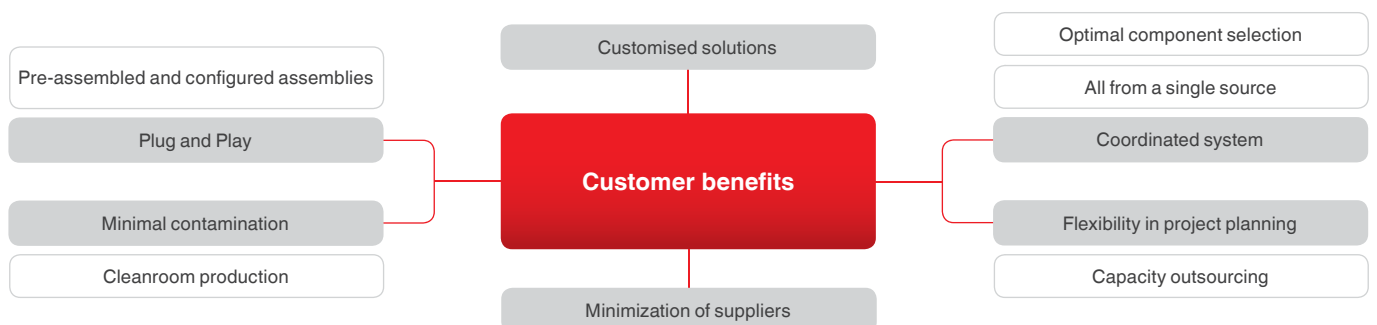 Customised solutions
Optimal component selection
Pre-assembled and configured assemblies
All from a single source
Plug and Play
Coordinated system
Customer benefits
Minimal contamination
Flexibility in project planning
Cleanroom production
Capacity outsourcing
Minimization of suppliers